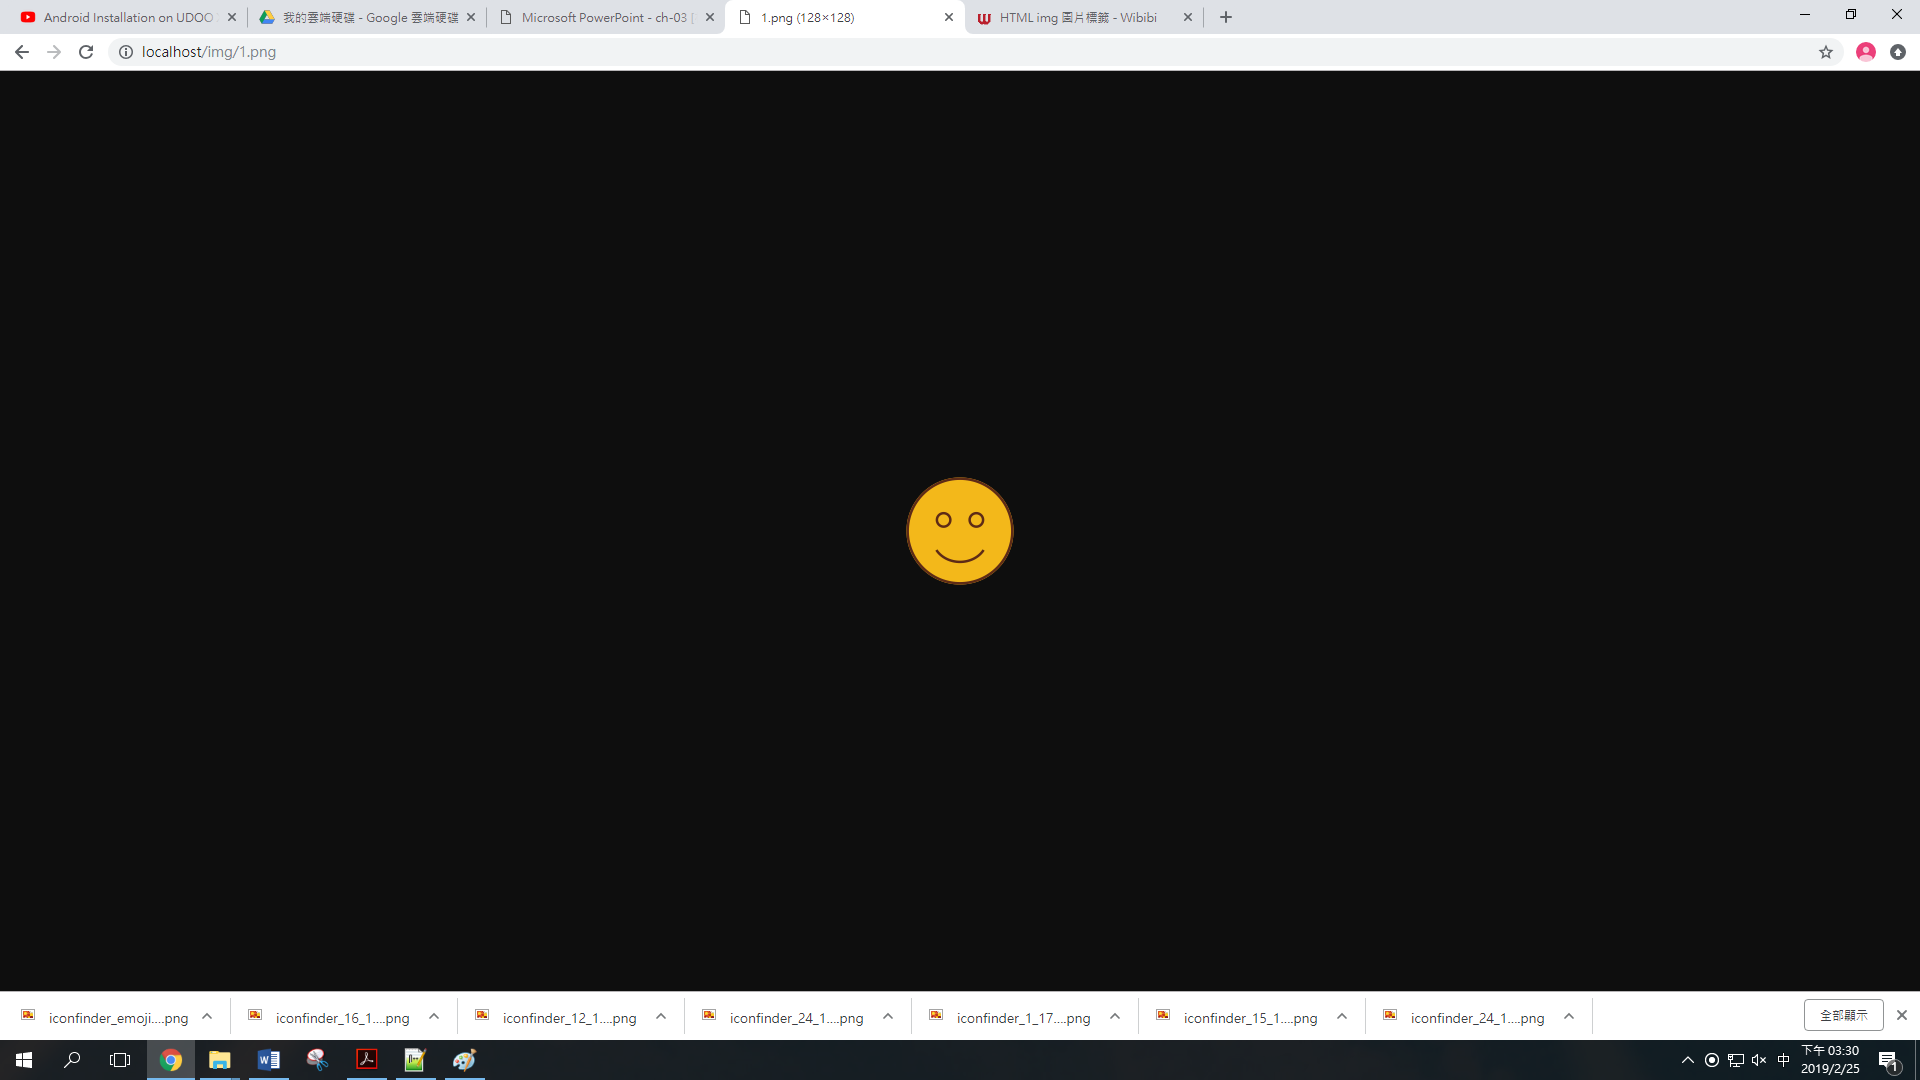 Android Installation on UDOO
我的雲端硬碟 - Google 雲端硬碟
Microsoft PowerPoint - ch-03
1.png (128×128)
HTML img 圖片標籤 - Wibibi
localhost/img/1.png
iconfinder_emoji....png
iconfinder_16_1....png
iconfinder_12_1....png
iconfinder_24_1....png
iconfinder_1_17....png
iconfinder_15_1....png
iconfinder_24_1....png
全部顯示
中
下午 03:30
2019/2/25
1